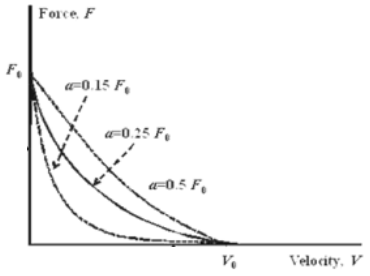 Force, F
F₀
a=0.15 F₀
a=0.25 F₀
a=0.5 F₀
V₀
Velocity, V